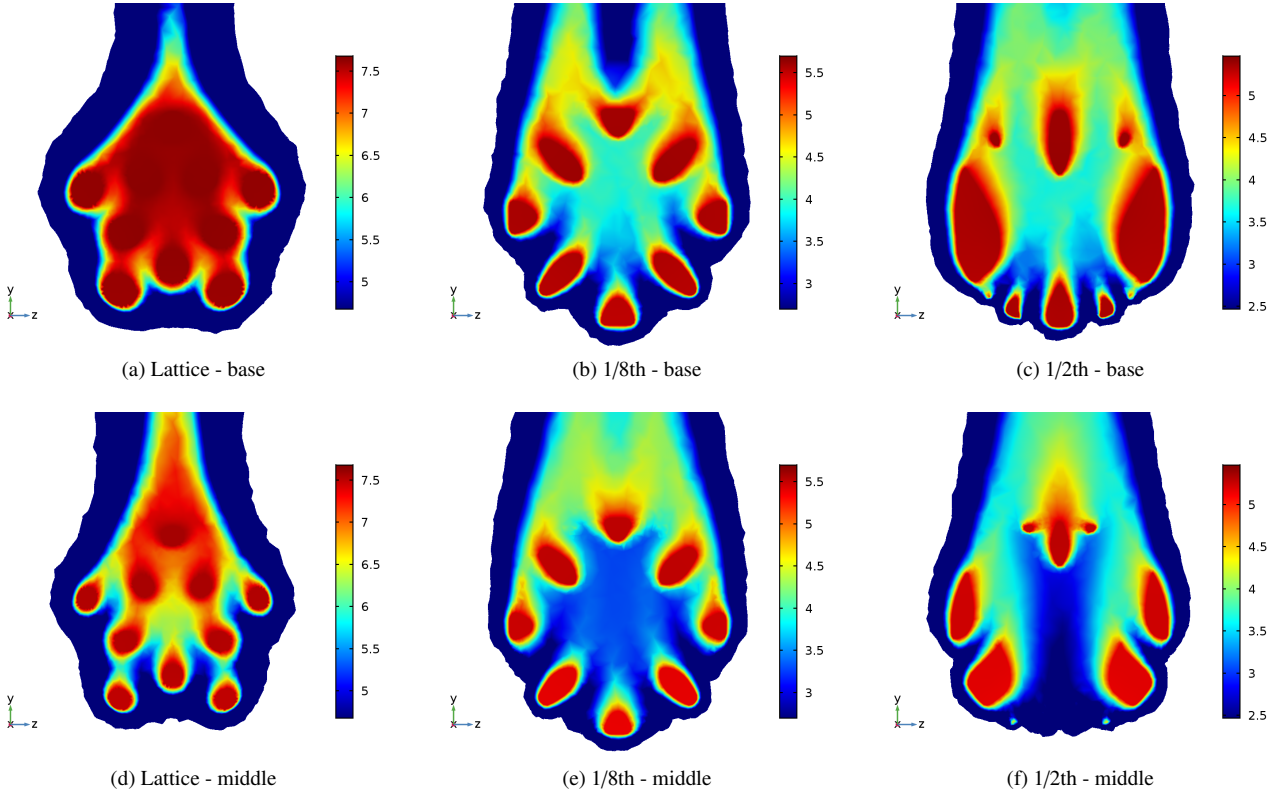 7.5
7
6.5
6
5.5
5
y
z
(a) Lattice - base
5.5
5
4.5
4
3.5
3
y
z
(b) 1/8th - base
5
4.5
4
3.5
3
2.5
y
z
(c) 1/2th - base
7.5
7
6.5
6
5.5
5
y
z
(d) Lattice - middle
5.5
5
4.5
4
3.5
3
y
z
(e) 1/8th - middle
5
4.5
4
3.5
3
2.5
y
z
(f) 1/2th - middle